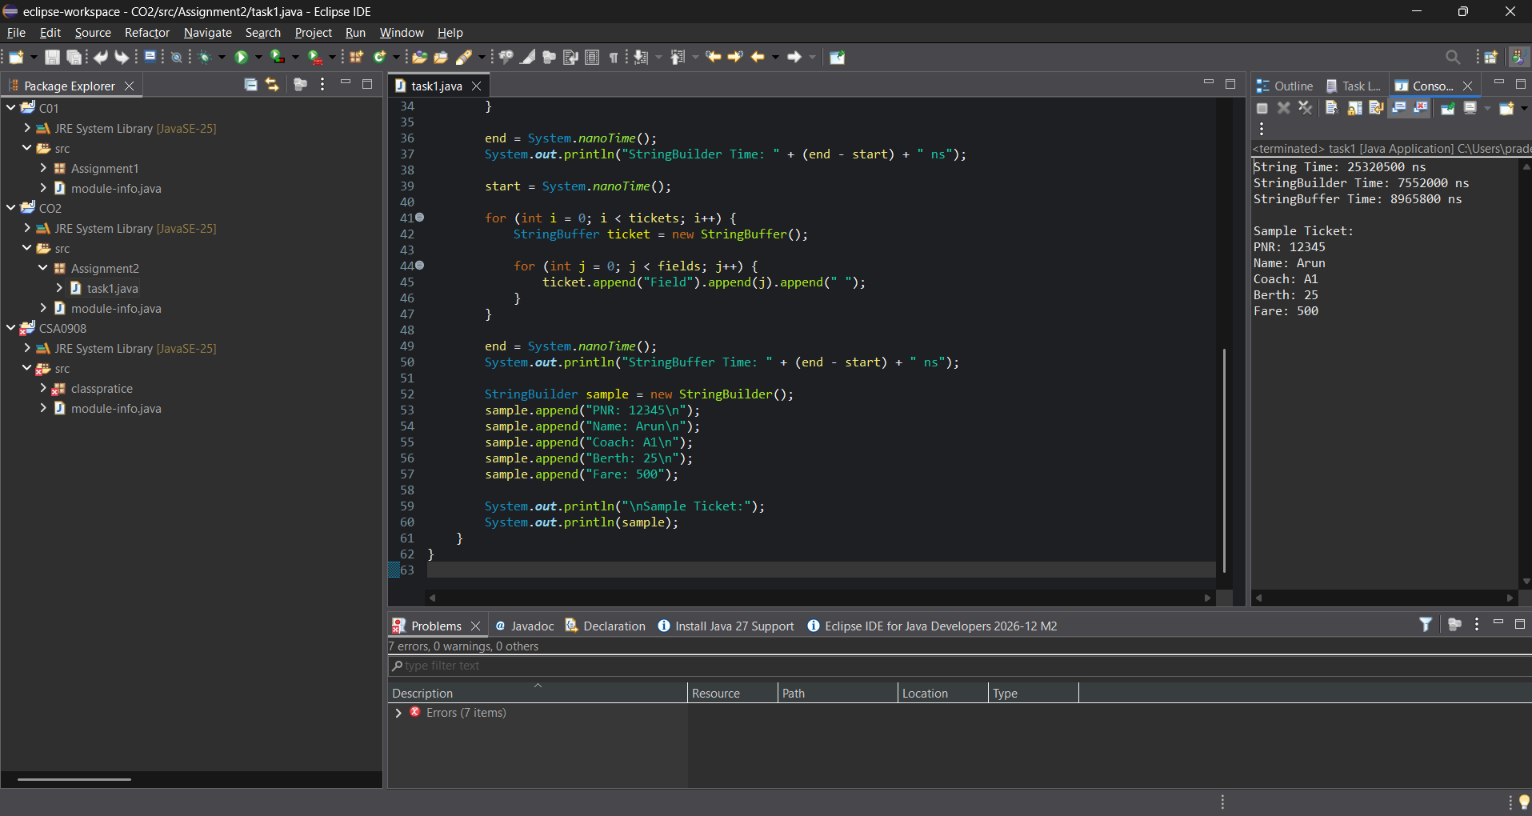 eclipse-workspace - CO2/src/Assignment2/task1.java - Eclipse IDE
File Edit Source Refactor Navigate Search Project Run Window Help
Package Explorer
C01
JRE System Library [JavaSE-25]
src
Assignment1
module-info.java
CO2
JRE System Library [JavaSE-25]
src
Assignment2
task1.java
module-info.java
CSA0908
JRE System Library [JavaSE-25]
src
classpratice
module-info.java
task1.java
34 }
35
36 end = System.nanoTime();
37 System.out.println("StringBuilder Time: " + (end - start) + " ns");
38
39 start = System.nanoTime();
40
41 for (int i = 0; i < tickets; i++) {
42 StringBuffer ticket = new StringBuffer();
43
44 for (int j = 0; j < fields; j++) {
45 ticket.append("Field").append(j).append(" ");
46 }
47 }
48
49 end = System.nanoTime();
50 System.out.println("StringBuffer Time: " + (end - start) + " ns");
51
52 StringBuilder sample = new StringBuilder();
53 sample.append("PNR: 12345\n");
54 sample.append("Name: Arun\n");
55 sample.append("Coach: A1\n");
56 sample.append("Berth: 25\n");
57 sample.append("Fare: 500");
58
59 System.out.println("\nSample Ticket:");
60 System.out.println(sample);
61 }
62 }
63
Outline Task L... Conso...
<terminated> task1 [Java Application] C:\Users\prade
String Time: 25320500 ns
StringBuilder Time: 7552000 ns
StringBuffer Time: 8965800 ns
Sample Ticket:
PNR: 12345
Name: Arun
Coach: A1
Berth: 25
Fare: 500
Problems Javadoc Declaration Install Java 27 Support Eclipse IDE for Java Developers 2026-12 M2
7 errors, 0 warnings, 0 others
type filter text
Description Resource Path Location Type
Errors (7 items)